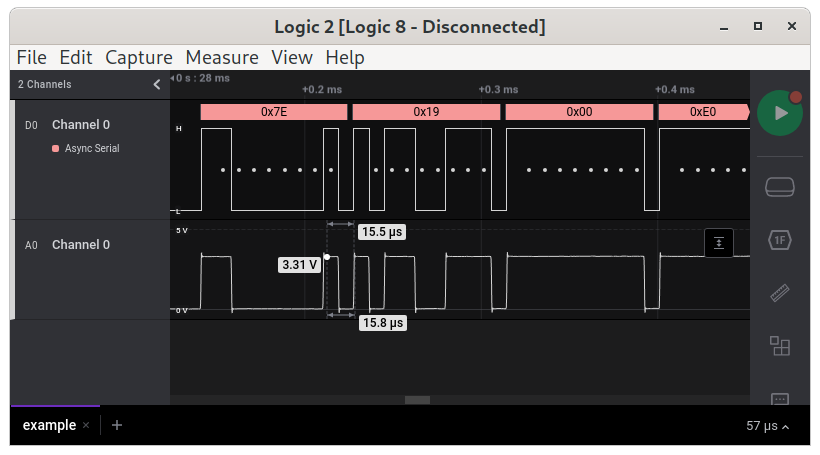 Logic 2 [Logic 8 - Disconnected]
File Edit Capture Measure View Help
2 Channels
0 s : 28 ms
+0.2 ms +0.3 ms +0.4 ms
0x7E 0x19 0x00 0xE0
D0 Channel 0
H
Async Serial
L
A0 Channel 0
5 V
15.5 µs
1F
3.31 V
0 V
15.8 µs
example × +
57 µs